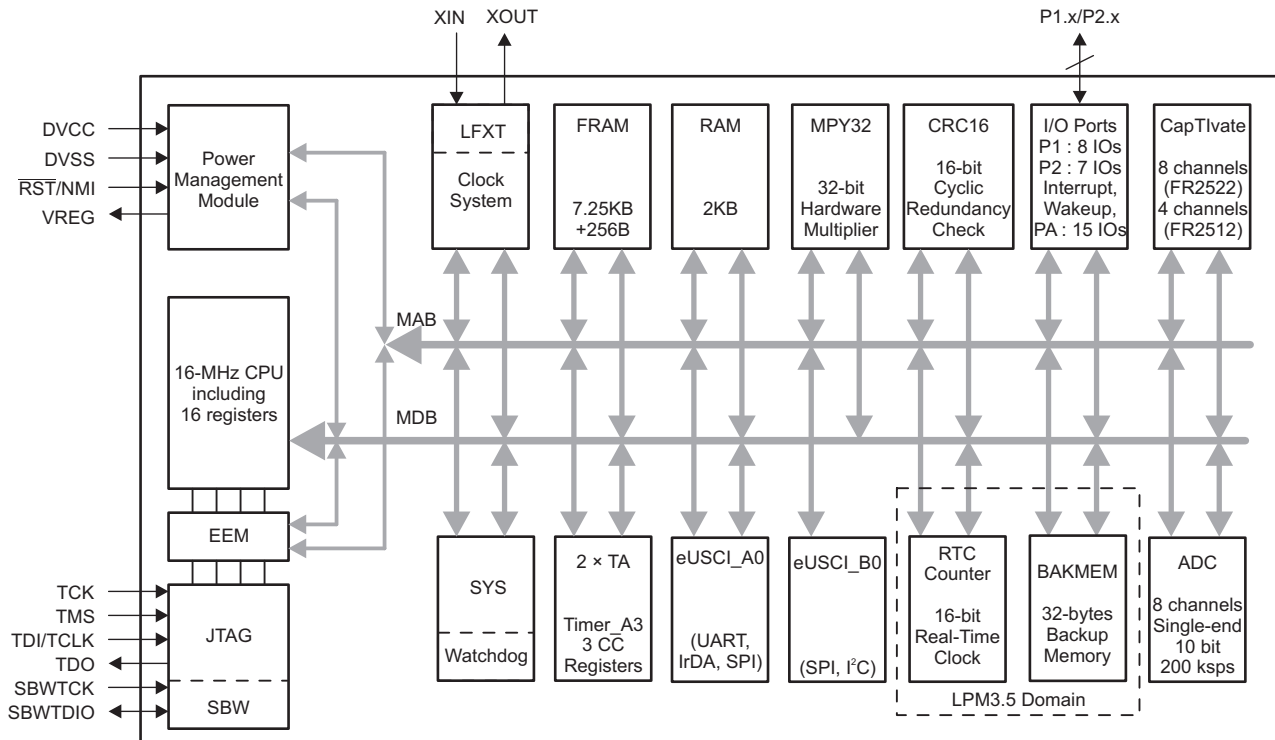 XIN
XOUT
P1.x/P2.x
DVCC
DVSS
RST/NMI
VREG
Power
Management
Module
LFXT
Clock
System
FRAM
7.25KB
+256B
RAM
2KB
MPY32
32-bit
Hardware
Multiplier
CRC16
16-bit
Cyclic
Redundancy
Check
I/O Ports
P1 : 8 IOs
P2 : 7 IOs
Interrupt,
Wakeup,
PA : 15 IOs
CapTIvate
8 channels
(FR2522)
4 channels
(FR2512)
MAB
16-MHz CPU
including
16 registers
MDB
EEM
TCK
TMS
TDI/TCLK
TDO
SBWTCK
SBWTDIO
JTAG
SBW
SYS
Watchdog
2 × TA
Timer_A3
3 CC
Registers
eUSCI_A0
(UART,
IrDA, SPI)
eUSCI_B0
(SPI, I²C)
RTC
Counter
16-bit
Real-Time
Clock
BAKMEM
32-bytes
Backup
Memory
LPM3.5 Domain
ADC
8 channels
Single-end
10 bit
200 ksps